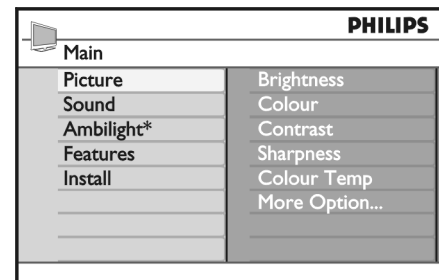 PHILIPS
Main
Picture
Sound
Ambilight*
Features
Install
Brightness
Colour
Contrast
Sharpness
Colour Temp
More Option...